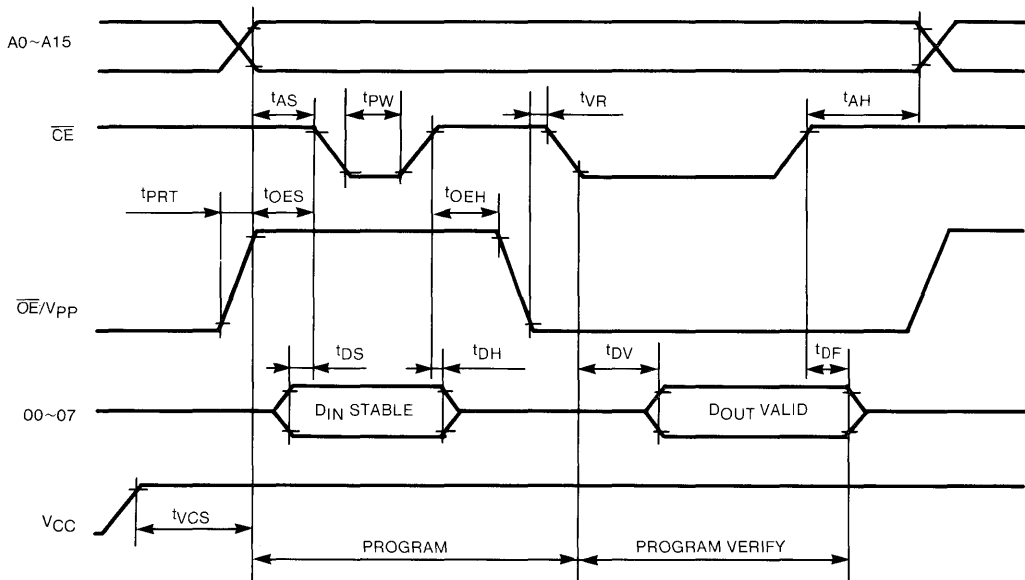 A0~A15
tAS
tPW
tVR
tAH
CE
tPRT
tOES
tOEH
OE/VPP
tDS
tDH
tDV
tDF
00~07
DIN STABLE
DOUT VALID
VCC
tVCS
PROGRAM
PROGRAM VERIFY